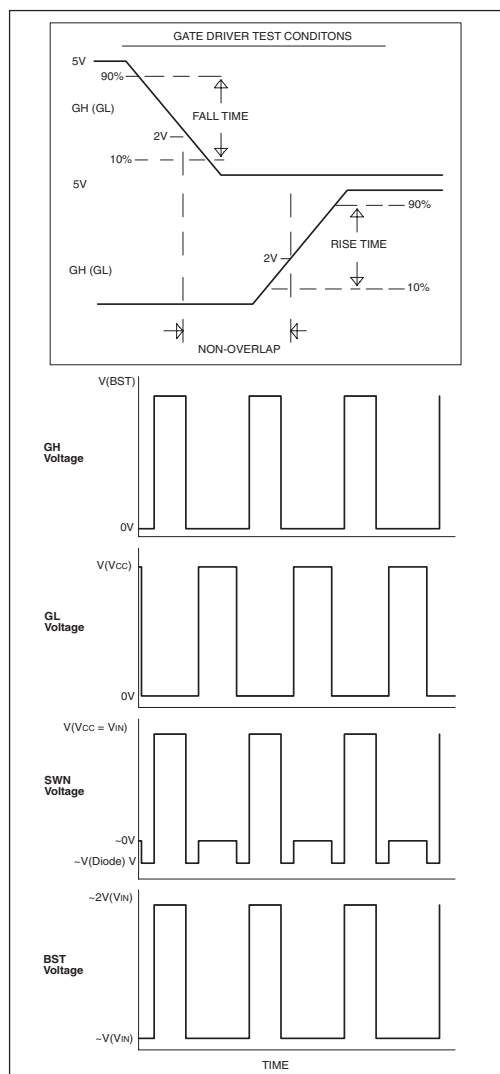 GATE DRIVER TEST CONDITONS
5V
90%
GH (GL)
FALL TIME
2V
10%
5V
90%
RISE TIME
2V
GH (GL)
10%
NON-OVERLAP
V(BST)
GH
Voltage
0V
V(VCC)
GL
Voltage
0V
V(VCC = VIN)
SWN
Voltage
~0V
~V(Diode) V
~2V(VIN)
BST
Voltage
~V(VIN)
TIME